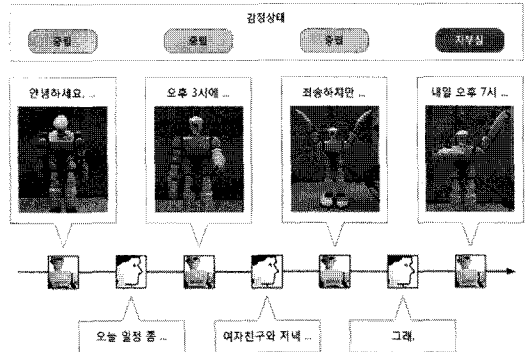 감정상태
중립
중립
중립
자부심
안녕하세요, ...
오후 3시에 ...
죄송하지만 ...
내일 오후 7시 ...
오늘 일정 좀 ...
여자친구와 저녁 ...
그래,